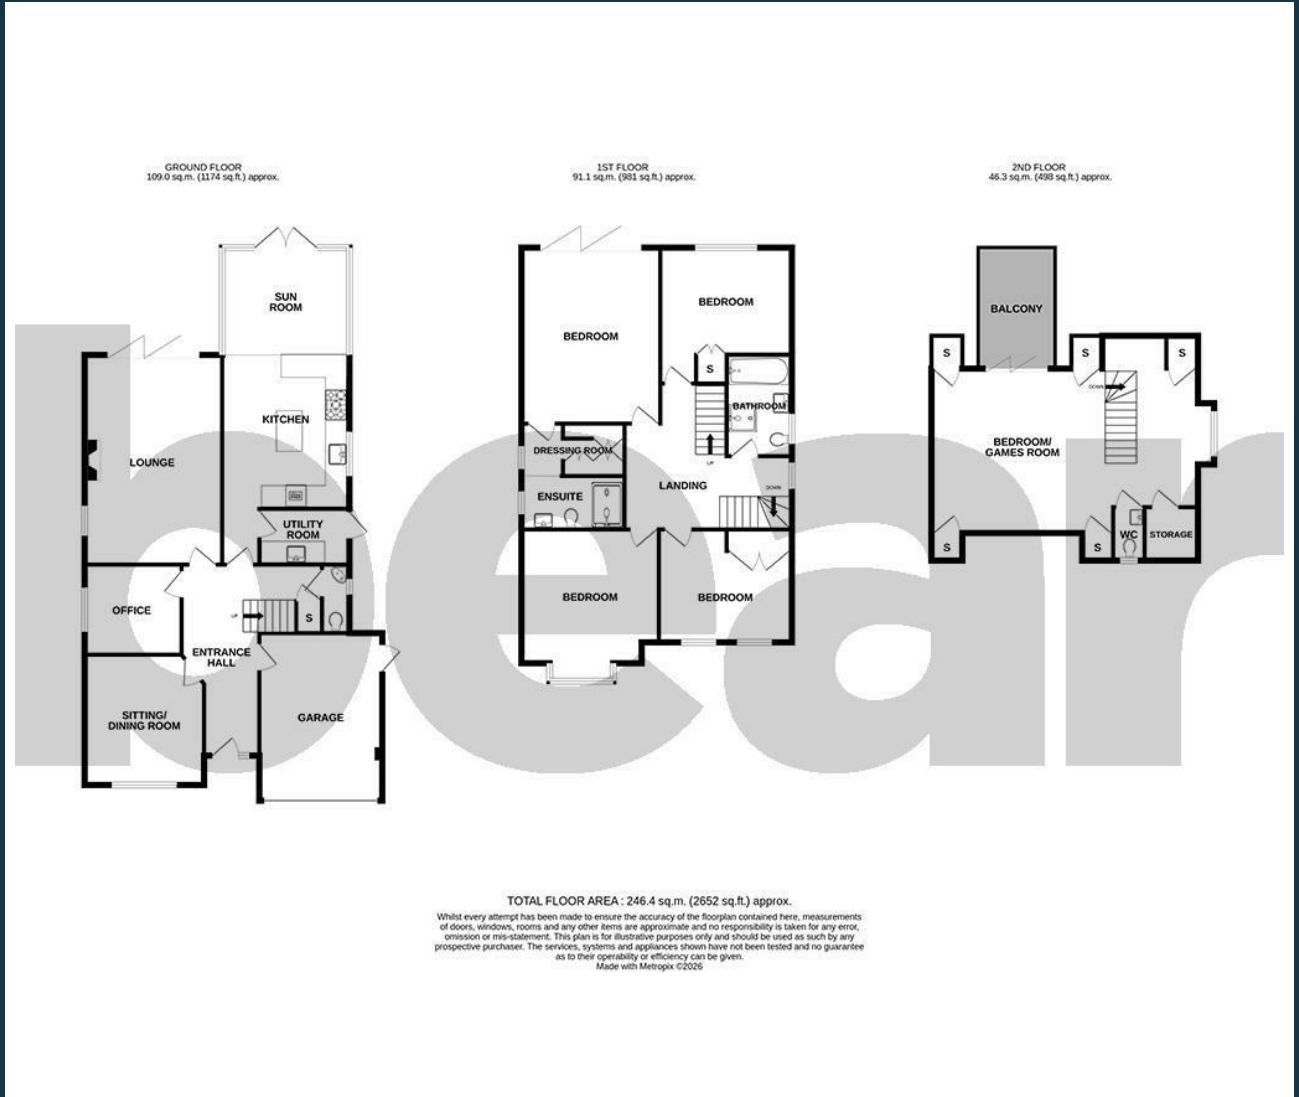 GROUND FLOOR
109.0 sq.m. (1174 sq.ft.) approx.
SUN
ROOM
KITCHEN
LOUNGE
UTILITY
ROOM
OFFICE
UP
S
ENTRANCE
HALL
SITTING/
DINING ROOM
GARAGE
1ST FLOOR
91.1 sq.m. (981 sq.ft.) approx.
BEDROOM
BEDROOM
S
BATHROOM
DRESSING ROOM
UP
LANDING
DOWN
ENSUITE
BEDROOM
BEDROOM
2ND FLOOR
46.3 sq.m. (498 sq.ft.) approx.
BALCONY
S
S
S
DOWN
BEDROOM/
GAMES ROOM
WC
STORAGE
S
S
bear
TOTAL FLOOR AREA : 246.4 sq.m. (2652 sq.ft.) approx.
Whilst every attempt has been made to ensure the accuracy of the floorplan contained here, measurements
of doors, windows, rooms and any other items are approximate and no responsibility is taken for any error,
omission or mis-statement. This plan is for illustrative purposes only and should be used as such by any
prospective purchaser. The services, systems and appliances shown have not been tested and no guarantee
as to their operability or efficiency can be given.
Made with Metropix ©2026